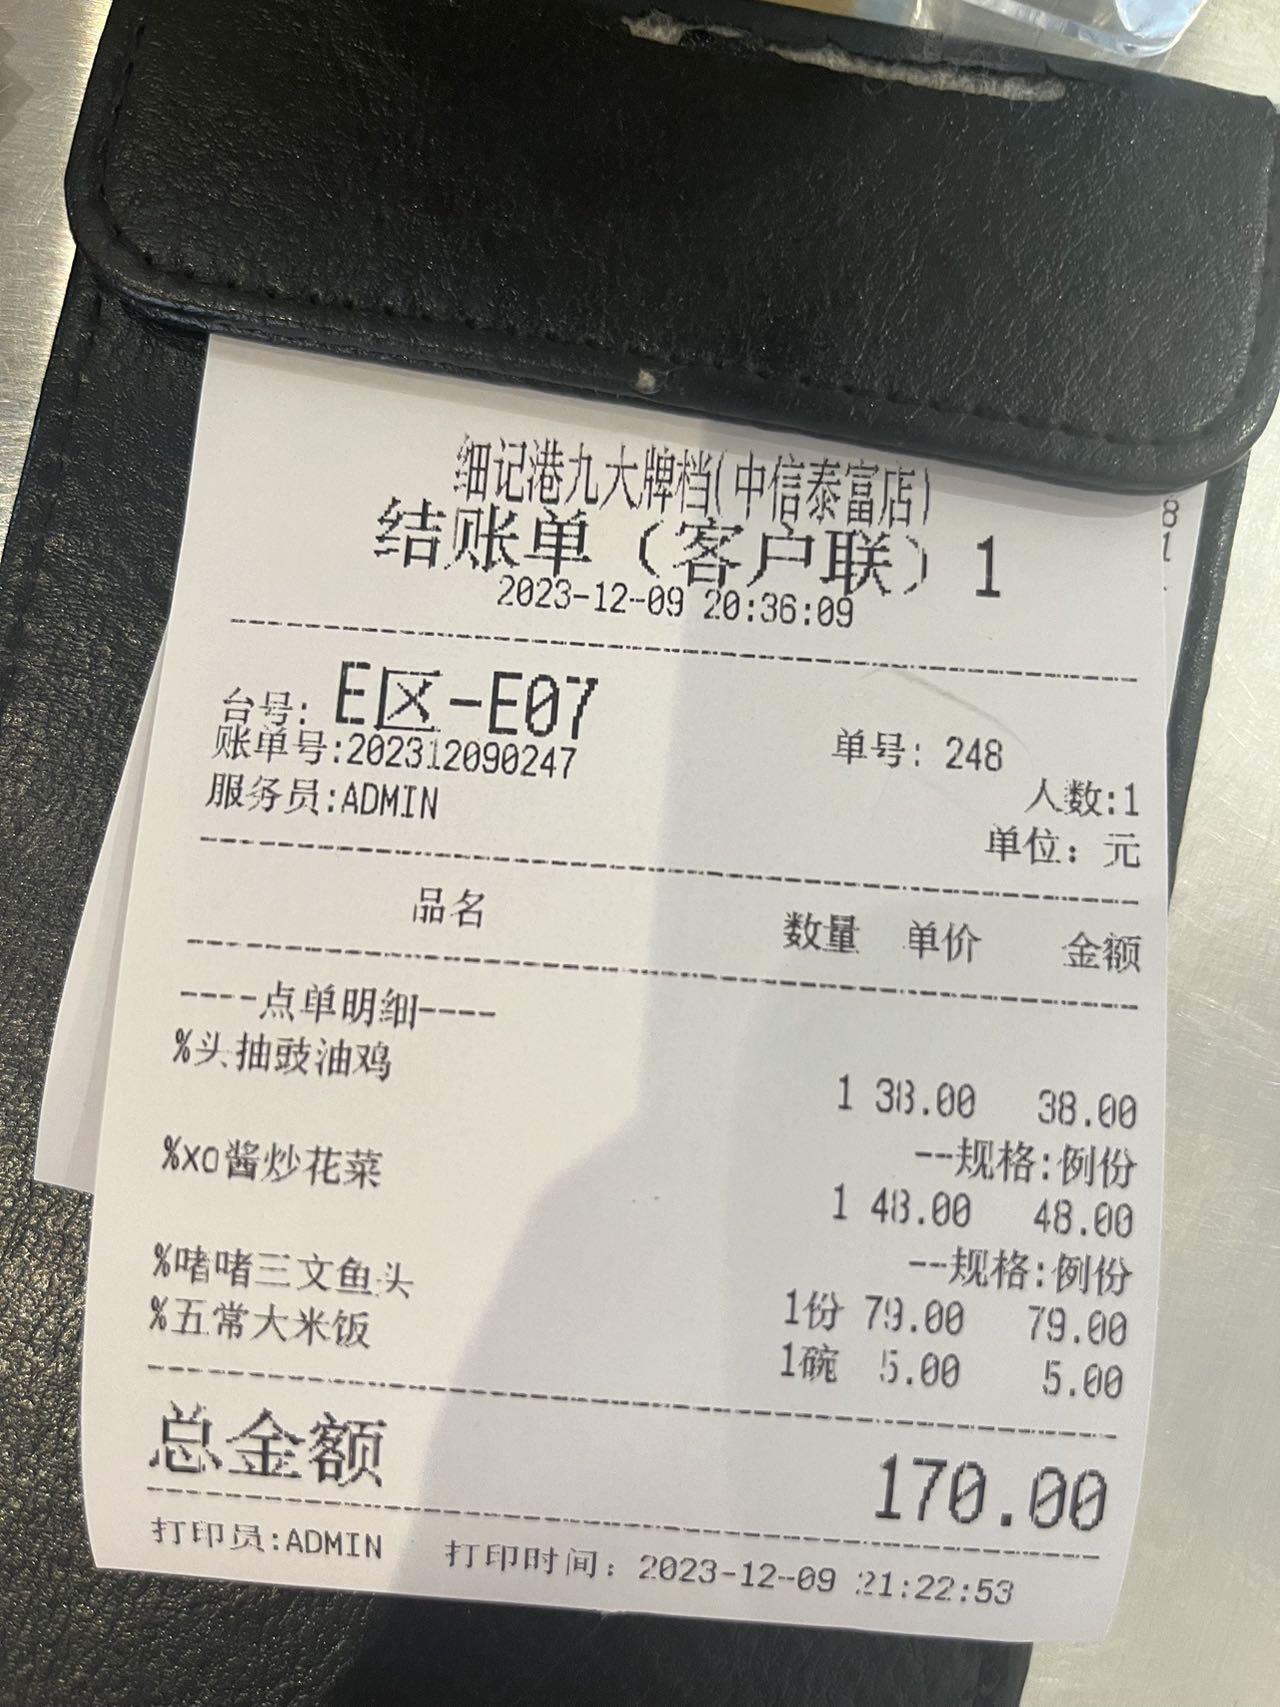 细记港九大牌档(中信泰富店)
结账单（客户联）1
2023-12-09 20:36:09
台号: E区-E07
单号: 248
账单号:202312090247
人数:1
服务员:ADMIN
单位: 元
品名 数量 单价 金额
----点单明细----
%头抽豉油鸡
1 38.00 38.00
--规格:例份
%xo酱炒花菜
1 48.00 48.00
--规格:例份
%啫啫三文鱼头 1份 79.00 79.00
%五常大米饭 1碗 5.00 5.00
总金额 170.00
打印员:ADMIN 打印时间: 2023-12-09 21:22:53